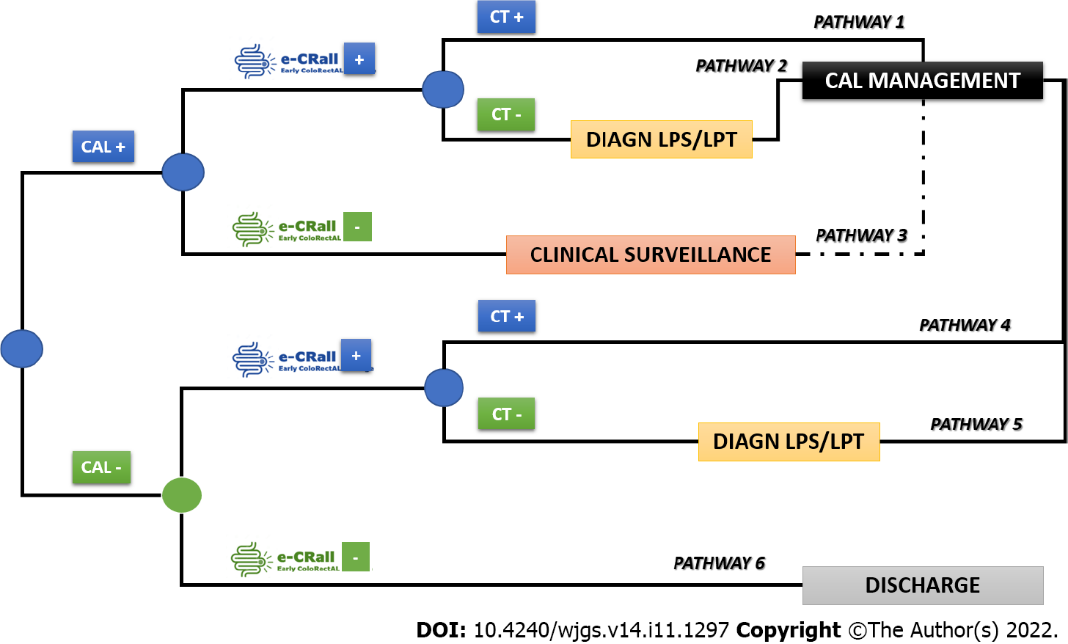 CT +
PATHWAY 1
e-CRall +
Early ColoRectAL
PATHWAY 2
CAL MANAGEMENT
CT -
DIAGN LPS/LPT
CAL +
e-CRall -
Early ColoRectAL
PATHWAY 3
CLINICAL SURVEILLANCE
CT +
PATHWAY 4
e-CRall +
Early ColoRectAL
CT -
PATHWAY 5
DIAGN LPS/LPT
CAL -
e-CRall -
Early ColoRectAL
PATHWAY 6
DISCHARGE
DOI: 10.4240/wjgs.v14.i11.1297 Copyright ©The Author(s) 2022.